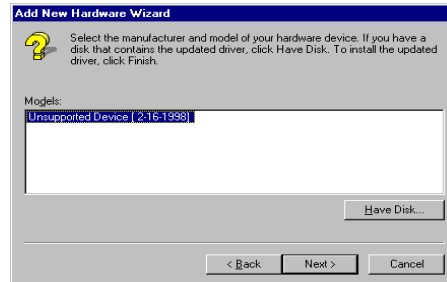 Add New Hardware Wizard
Select the manufacturer and model of your hardware device. If you have a
disk that contains the updated driver, click Have Disk. To install the updated
driver, click Finish.
Models:
Unsupported Device [ 2-16-1998]
Have Disk...
< Back
Next >
Cancel